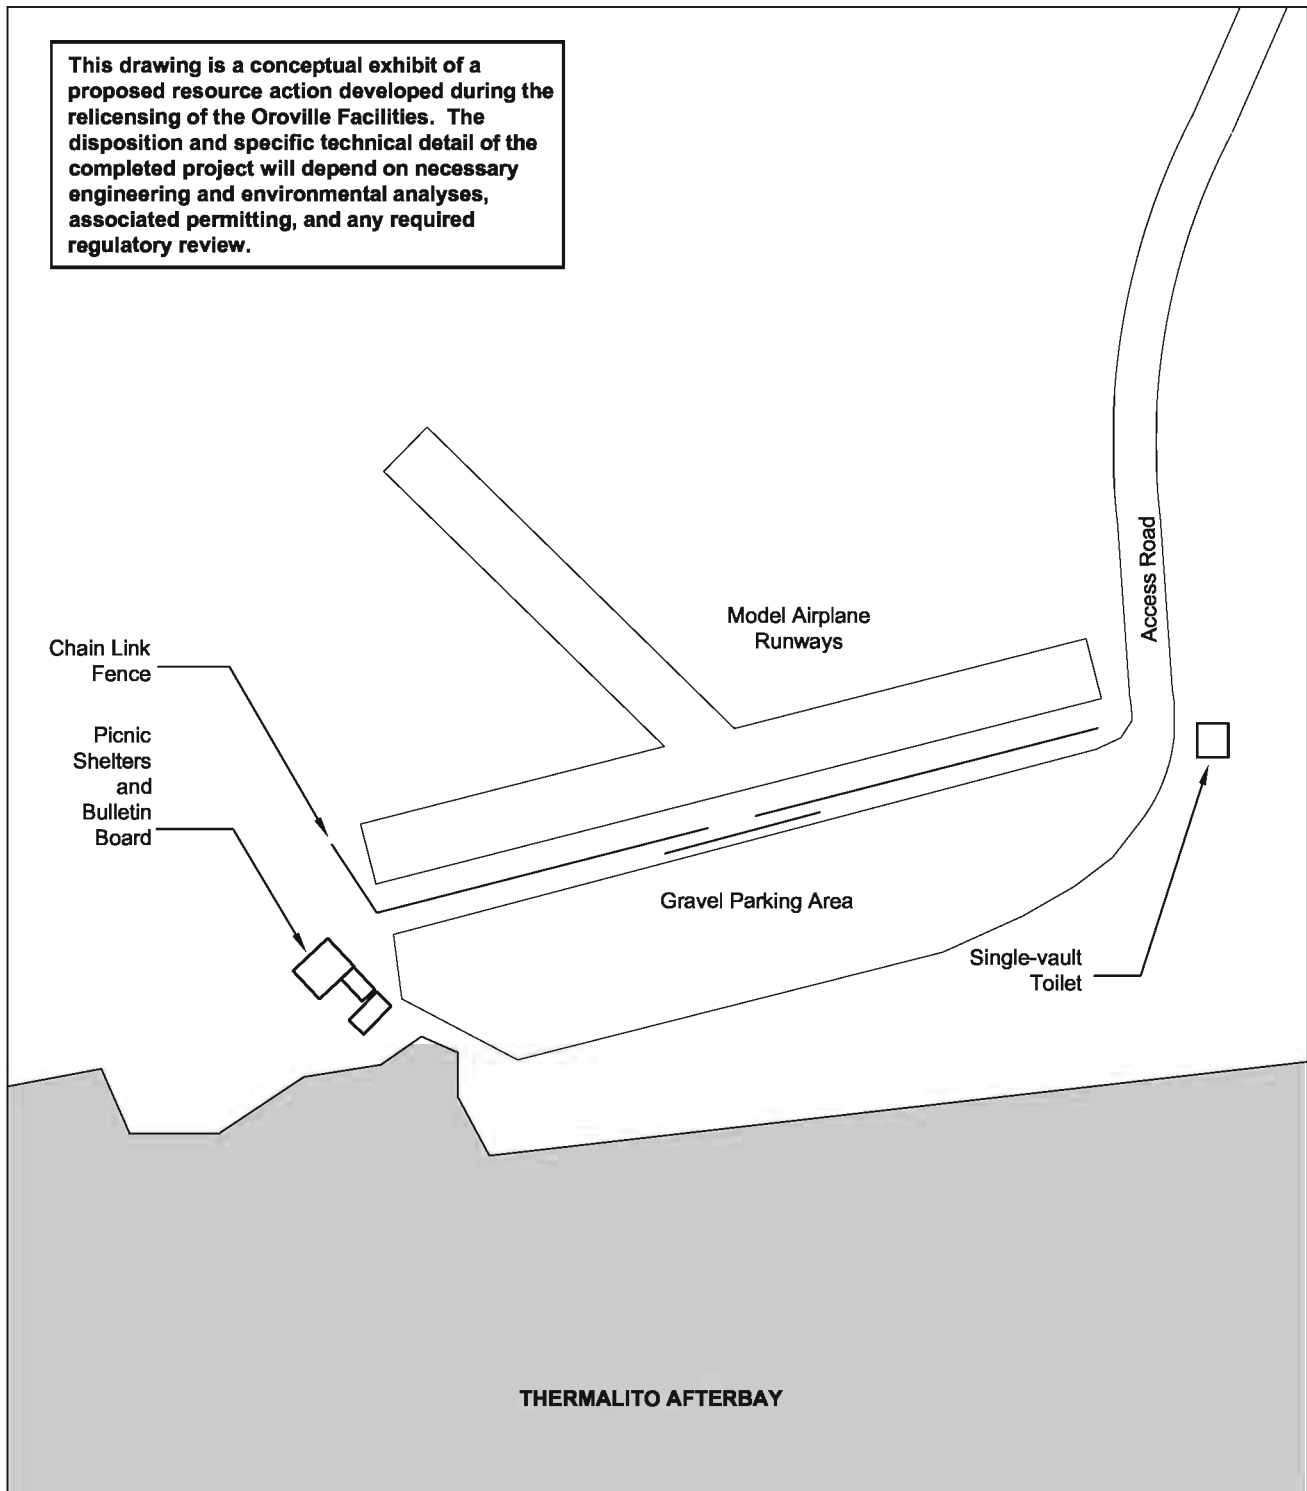 This drawing is a conceptual exhibit of a
proposed resource action developed during the
relicensing of the Oroville Facilities. The
disposition and specific technical detail of the
completed project will depend on necessary
engineering and environmental analyses,
associated permitting, and any required
regulatory review.
Access Road
Model Airplane
Runways
Chain Link
Fence
Picnic
Shelters
and
Bulletin
Board
Gravel Parking Area
Single-vault
Toilet
THERMALITO AFTERBAY